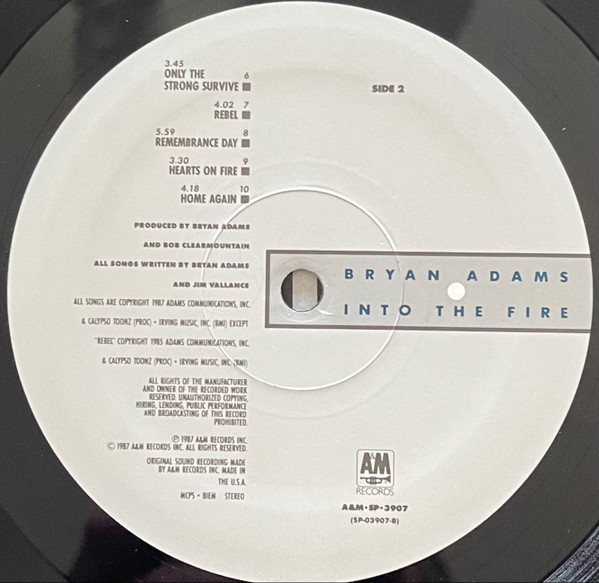 3.45
ONLY THE 6
STRONG SURVIVE
4.02 7
REBEL
5.59 8
REMEMBRANCE DAY
3.30 9
HEARTS ON FIRE
4.18 10
HOME AGAIN
PRODUCED BY BRYAN ADAMS
AND BOB CLEARMOUNTAIN
ALL SONGS WRITTEN BY BRYAN ADAMS
AND JIM VALLANCE
ALL SONGS ARE COPYRIGHT 1987 ADAMS COMMUNICATIONS, INC.
& CALYPSO TOONZ (PROC) • IRVING MUSIC, INC. (BMI) EXCEPT
"REBEL" COPYRIGHT 1985 ADAMS COMMUNICATIONS, INC.
& CALYPSO TOONZ (PROC) • IRVING MUSIC, INC. (BMI)
ALL RIGHTS OF THE MANUFACTURER
AND OWNER OF THE RECORDED WORK
RESERVED. UNAUTHORIZED COPYING,
HIRING, LENDING, PUBLIC PERFORMANCE
AND BROADCASTING OF THIS RECORD
PROHIBITED.
℗ 1987 A&M RECORDS INC.
© 1987 A&M RECORDS INC. ALL RIGHTS RESERVED.
ORIGINAL SOUND RECORDING MADE
BY A&M RECORDS INC. MADE IN
THE U.S.A.
MCPS • BIEM STEREO
SIDE 2
BRYAN ADAMS
INTO THE FIRE
A&M
RECORDS
A&M•SP•3907
(SP-03907-B)